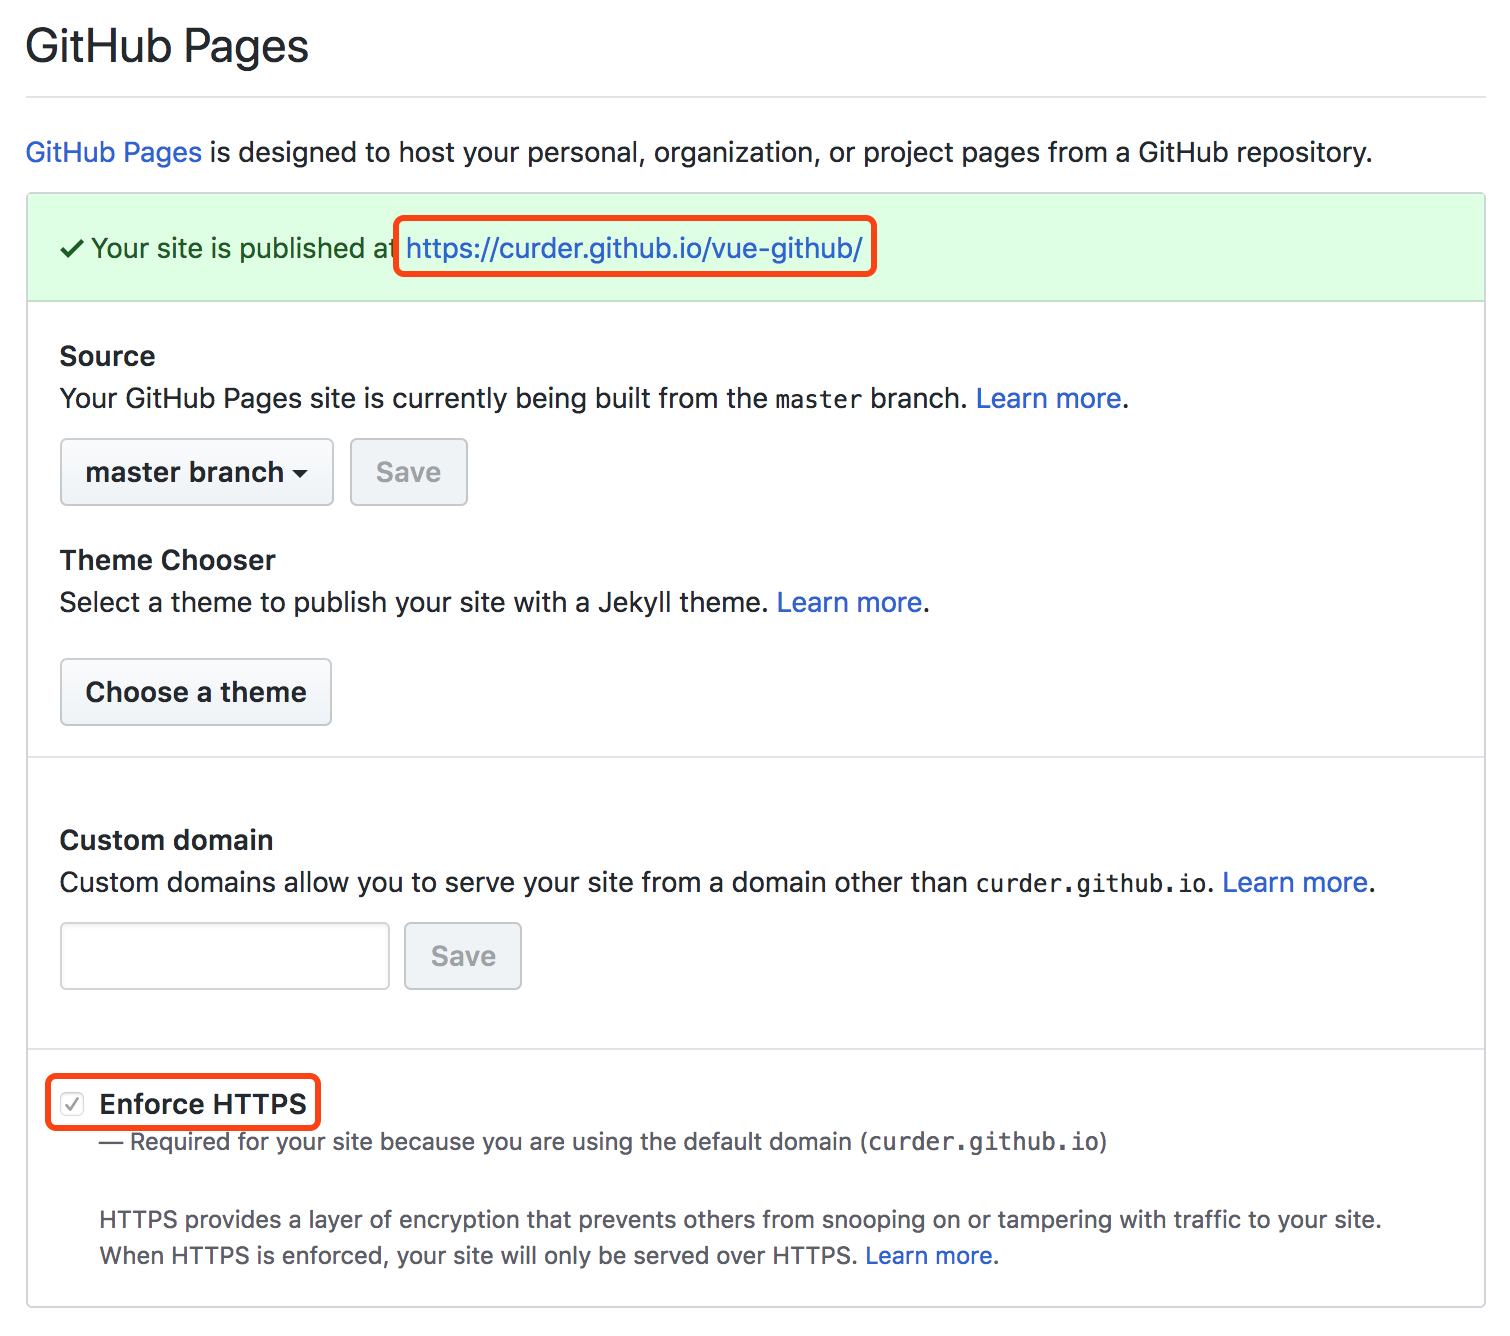 GitHub Pages
GitHub Pages is designed to host your personal, organization, or project pages from a GitHub repository.
Your site is published at https://curder.github.io/vue-github/
Source
Your GitHub Pages site is currently being built from the master branch. Learn more.
master branch
Save
Theme Chooser
Select a theme to publish your site with a Jekyll theme. Learn more.
Choose a theme
Custom domain
Custom domains allow you to serve your site from a domain other than curder.github.io. Learn more.
Save
Enforce HTTPS
— Required for your site because you are using the default domain (curder.github.io)
HTTPS provides a layer of encryption that prevents others from snooping on or tampering with traffic to your site.
When HTTPS is enforced, your site will only be served over HTTPS. Learn more.